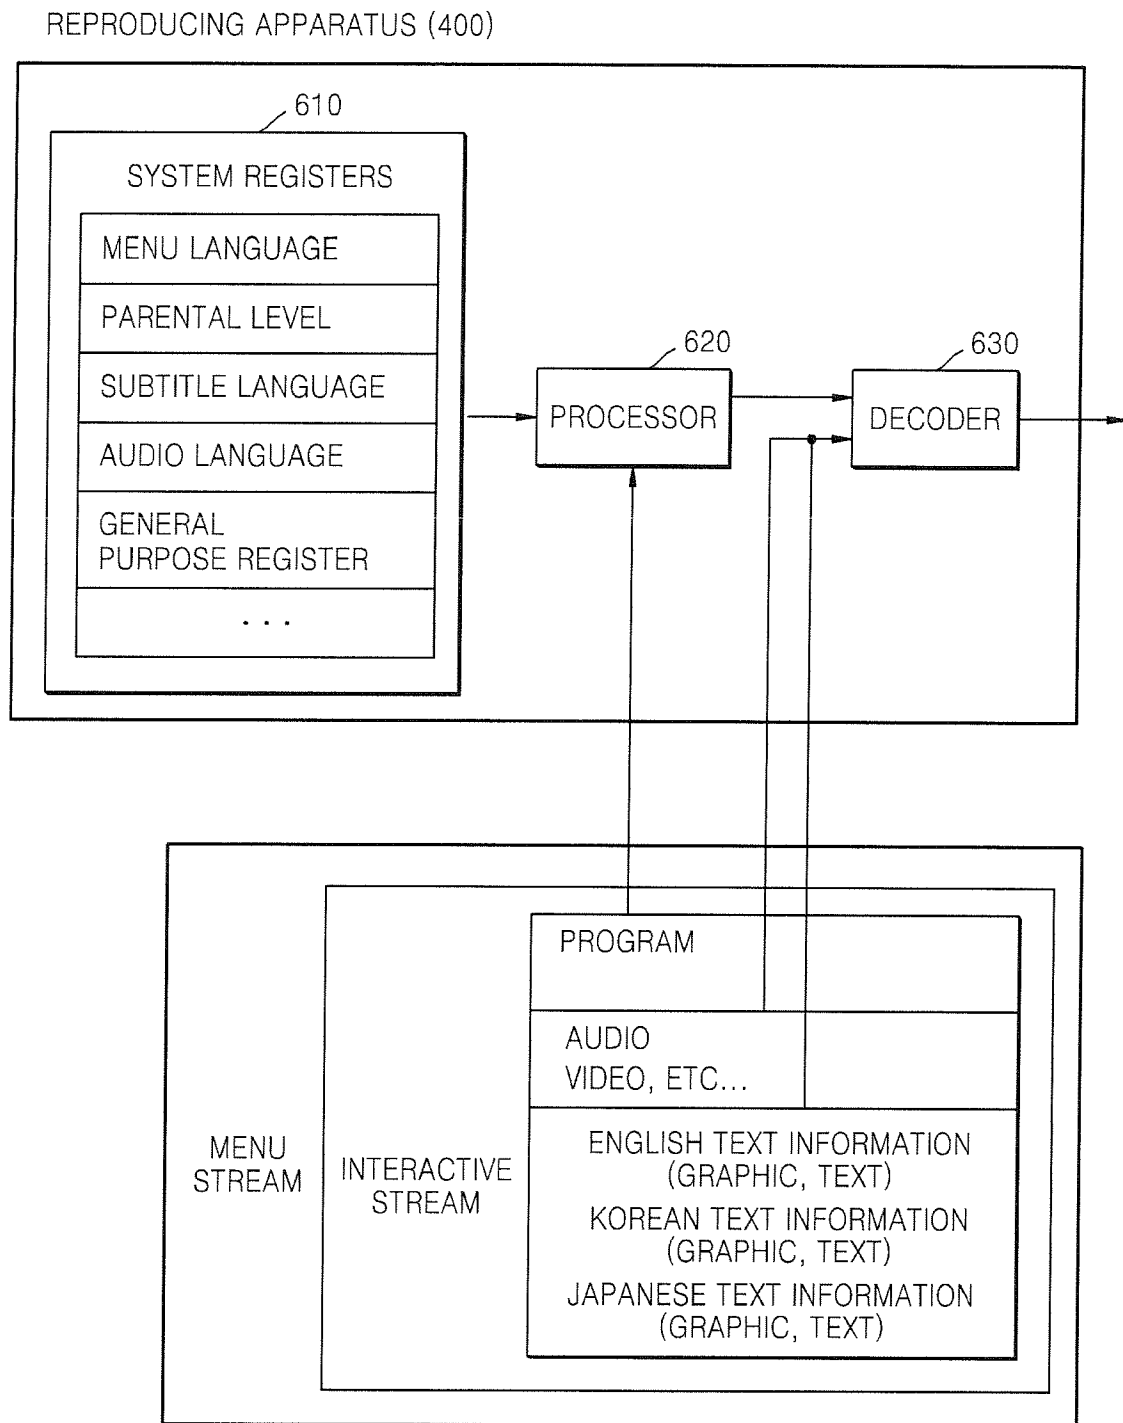 REPRODUCING APPARATUS (400)
610
SYSTEM REGISTERS
MENU LANGUAGE
PARENTAL LEVEL
SUBTITLE LANGUAGE
AUDIO LANGUAGE
GENERAL
PURPOSE REGISTER
...
620
PROCESSOR
630
DECODER
MENU
STREAM
INTERACTIVE
STREAM
PROGRAM
AUDIO
VIDEO, ETC...
ENGLISH TEXT INFORMATION
(GRAPHIC, TEXT)
KOREAN TEXT INFORMATION
(GRAPHIC, TEXT)
JAPANESE TEXT INFORMATION
(GRAPHIC, TEXT)